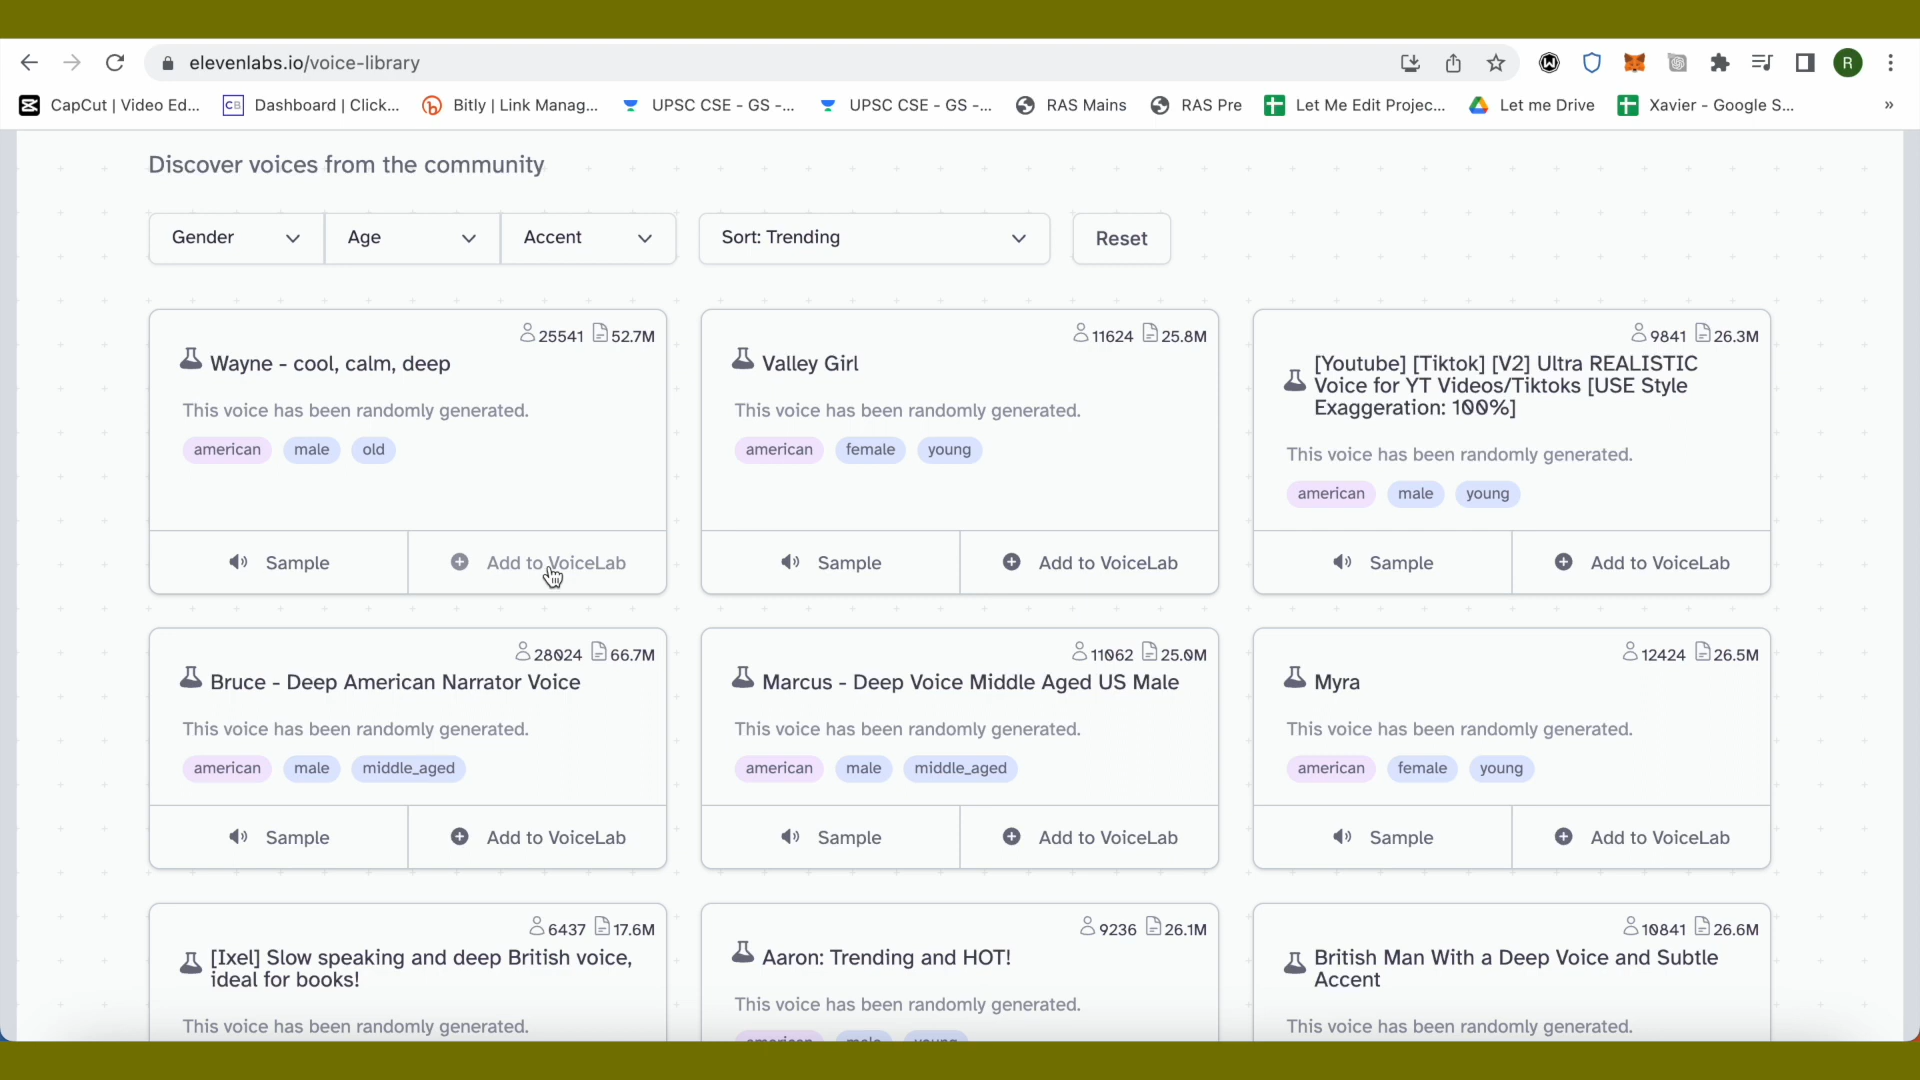 elevenlabs.io/voice-library
R
CapCut | Video Ed...
CB Dashboard | Click...
Bitly | Link Manag...
UPSC CSE - GS -...
UPSC CSE - GS -...
RAS Mains
RAS Pre
Let Me Edit Projec...
Let me Drive
Xavier - Google S...
»
Discover voices from the community
Gender
Age
Accent
Sort: Trending
Reset
25541 52.7M
Wayne - cool, calm, deep
This voice has been randomly generated.
american male old
Sample
Add to VoiceLab
11624 25.8M
Valley Girl
This voice has been randomly generated.
american female young
Sample
Add to VoiceLab
9841 26.3M
[Youtube] [Tiktok] [V2] Ultra REALISTIC
Voice for YT Videos/Tiktoks [USE Style
Exaggeration: 100%]
This voice has been randomly generated.
american male young
Sample
Add to VoiceLab
28024 66.7M
Bruce - Deep American Narrator Voice
This voice has been randomly generated.
american male middle_aged
Sample
Add to VoiceLab
11062 25.0M
Marcus - Deep Voice Middle Aged US Male
This voice has been randomly generated.
american male middle_aged
Sample
Add to VoiceLab
12424 26.5M
Myra
This voice has been randomly generated.
american female young
Sample
Add to VoiceLab
6437 17.6M
[Ixel] Slow speaking and deep British voice,
ideal for books!
This voice has been randomly generated.
9236 26.1M
Aaron: Trending and HOT!
This voice has been randomly generated.
american male young
10841 26.6M
British Man With a Deep Voice and Subtle
Accent
This voice has been randomly generated.